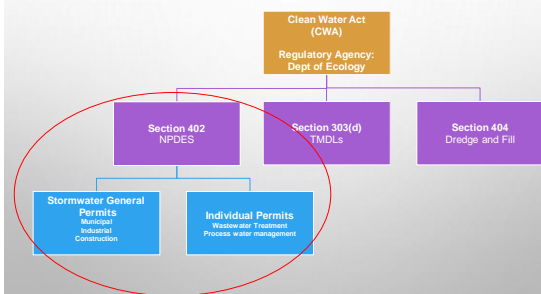 Clean Water Act
(CWA)
Regulatory Agency:
Dept of Ecology
Section 402
NPDES
Section 303(d)
TMDLs
Section 404
Dredge and Fill
Stormwater General
Permits
Municipal
Industrial
Construction
Individual Permits
Wastewater Treatment
Process water management